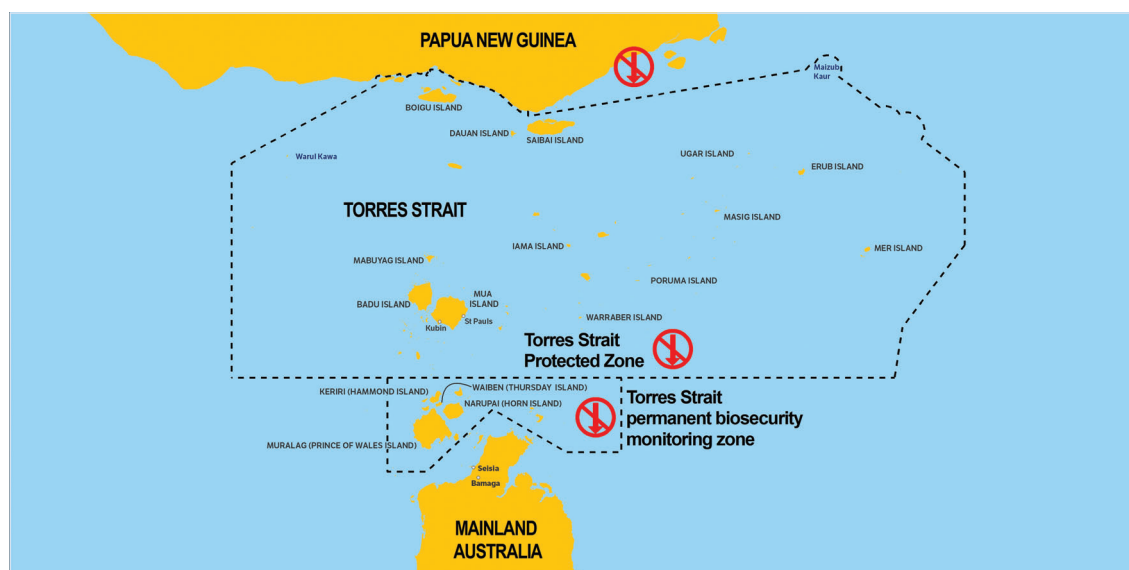 PAPUA NEW GUINEA
Maizub
Kaur
BOIGU ISLAND
DAUAN ISLAND
SAIBAI ISLAND
Warul Kawa
UGAR ISLAND
ERUB ISLAND
TORRES STRAIT
MASIG ISLAND
IAMA ISLAND
MER ISLAND
MABUYAG ISLAND
PORUMA ISLAND
BADU ISLAND
MUA
ISLAND
St Pauls
Kubin
WARRABER ISLAND
Torres Strait
Protected Zone
KERIRI (HAMMOND ISLAND)
WAIBEN (THURSDAY ISLAND)
NARUPAI (HORN ISLAND)
Torres Strait
permanent biosecurity
monitoring zone
MURALAG (PRINCE OF WALES ISLAND)
Seisia
Bamaga
MAINLAND
AUSTRALIA